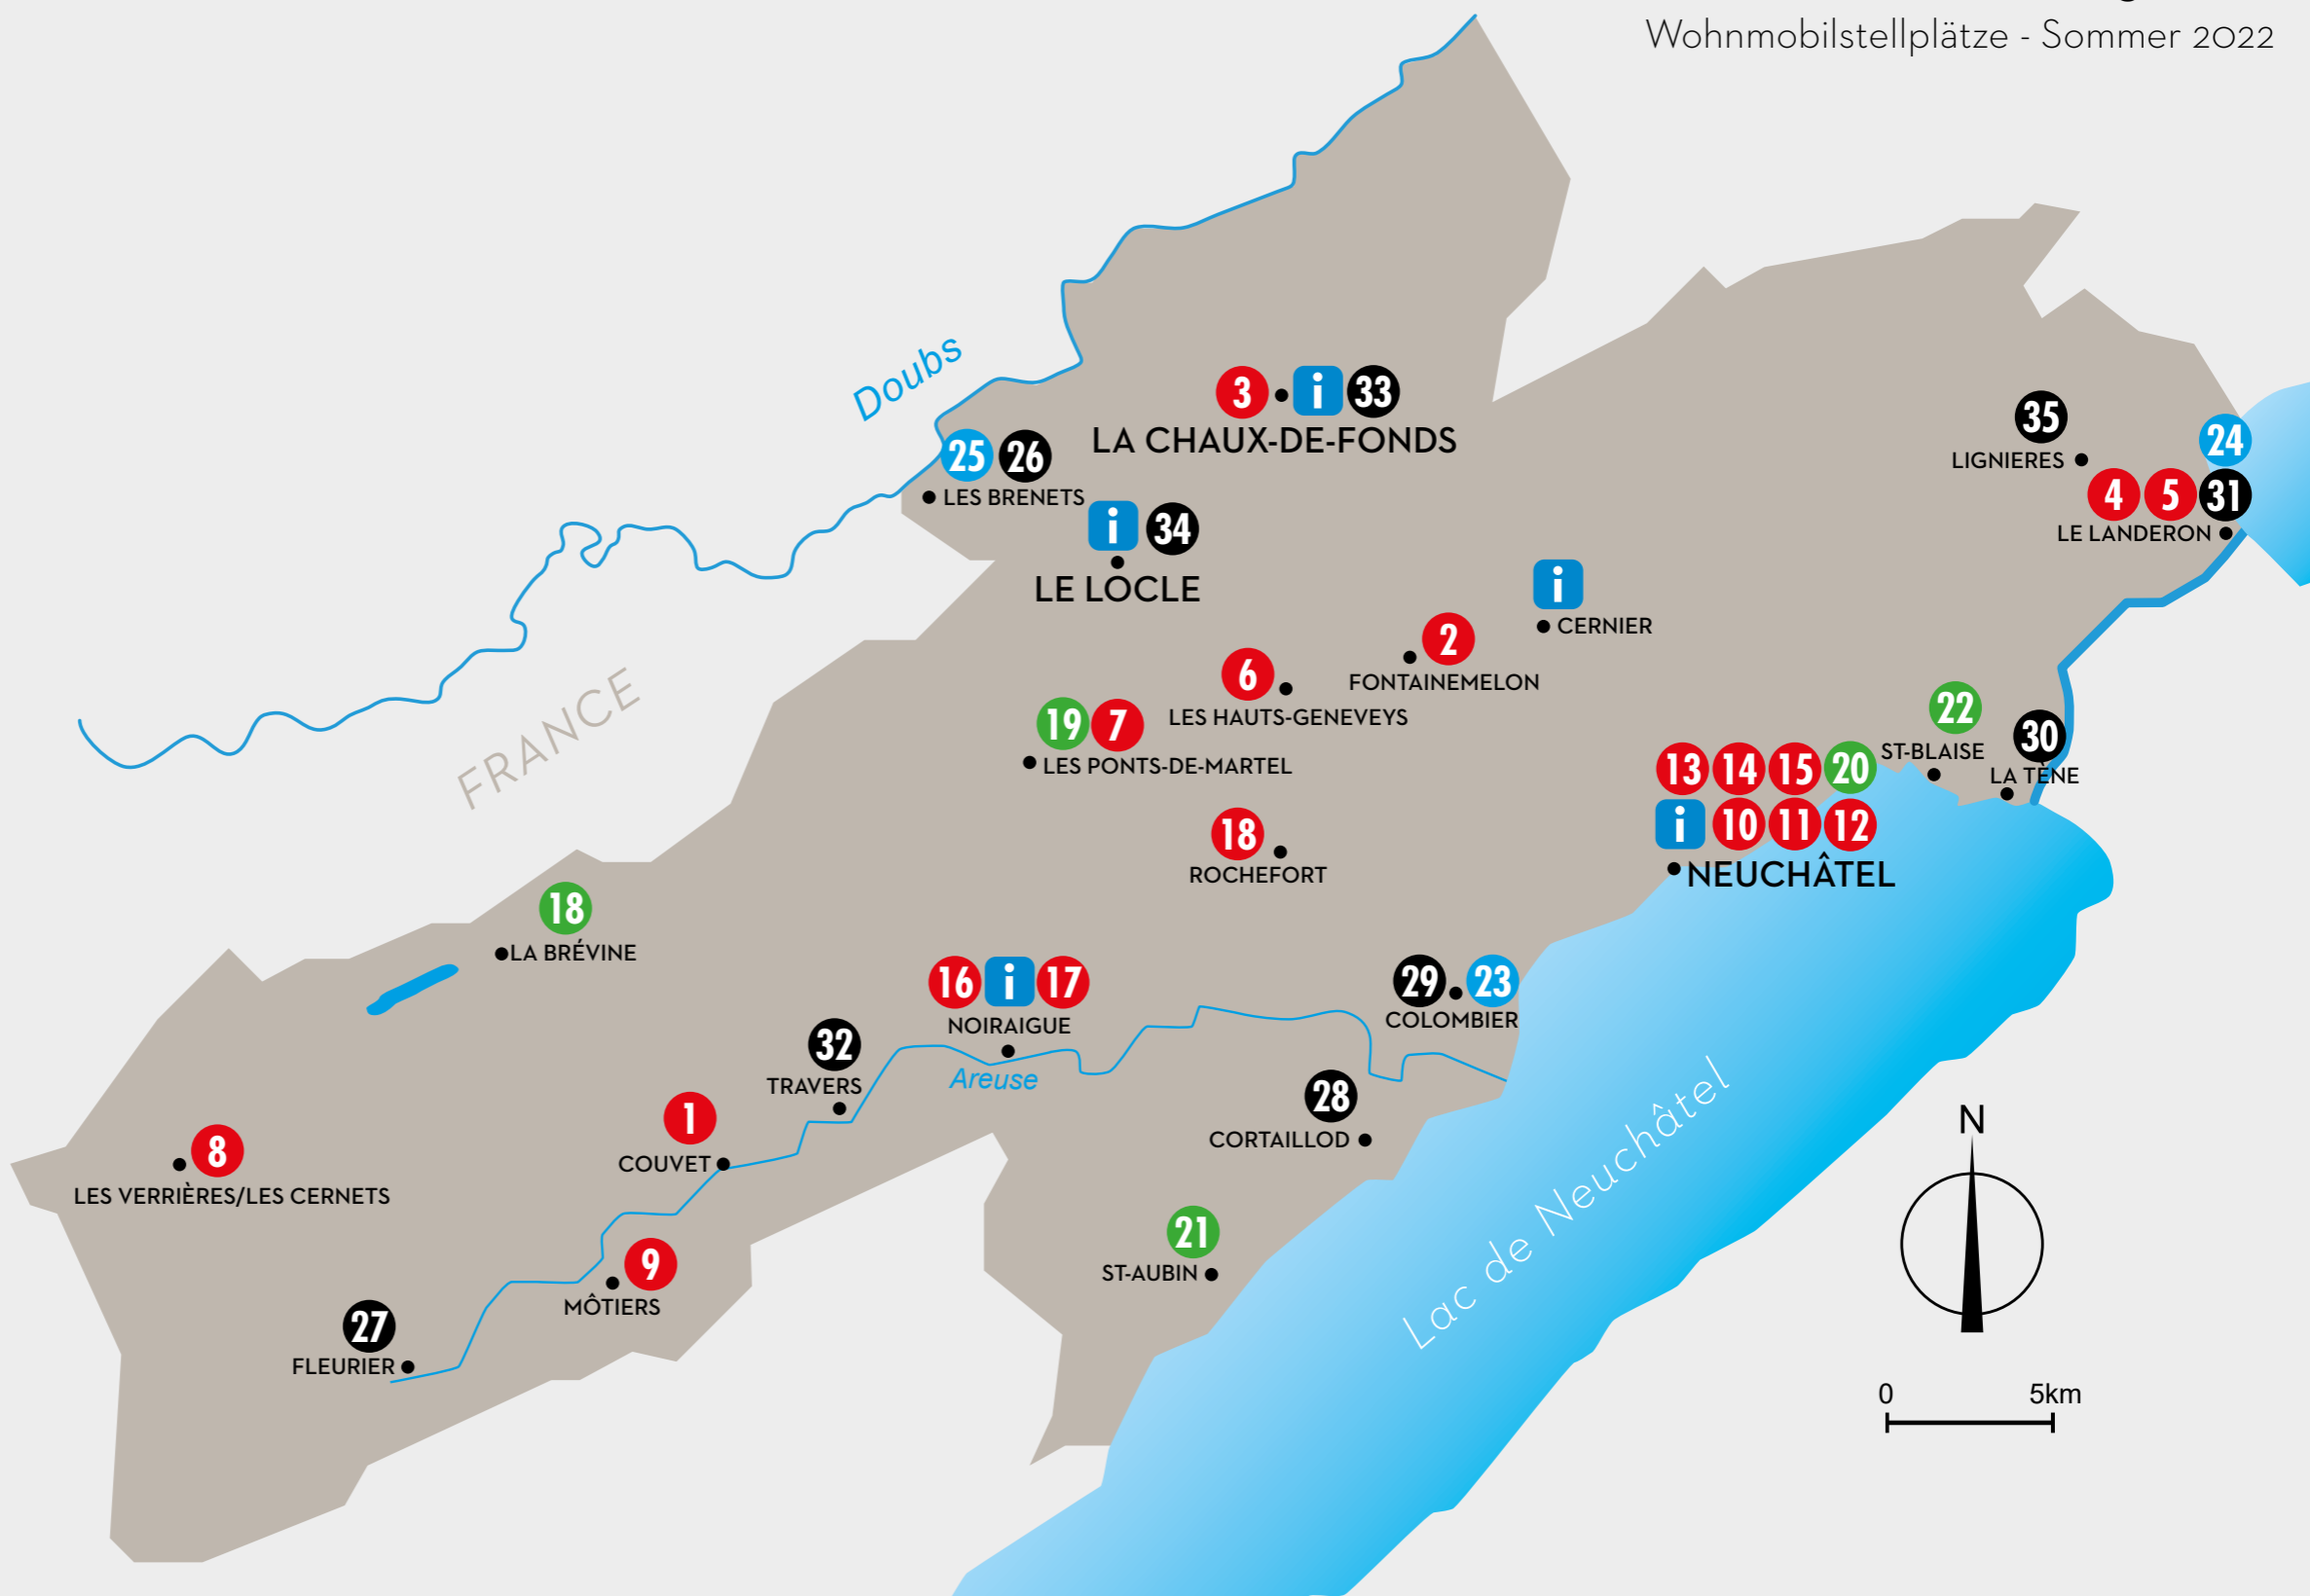 Wohnmobilstellplätze - Sommer 2022
Doubs
3 i 33
LA CHAUX-DE-FONDS
25 26
LES BRENETS
i 34
LE LOCLE
35
LIGNIERES
24
4 5 31
LE LANDERON
i
CERNIER
2
FONTAINEMELON
6
LES HAUTS-GENEVEYS
19 7
LES PONTS-DE-MARTEL
FRANCE
22
ST-BLAISE
30
LA TÈNE
13 14 15 20
i 10 11 12
NEUCHÂTEL
18
ROCHEFORT
18
LA BRÉVINE
16 i 17
NOIRAIGUE
Areuse
29 23
COLOMBIER
32
TRAVERS
28
CORTAILLOD
1
COUVET
8
LES VERRIÈRES/LES CERNETS
21
ST-AUBIN
9
MÔTIERS
27
FLEURIER
Lac de Neuchâtel
N
0 5km